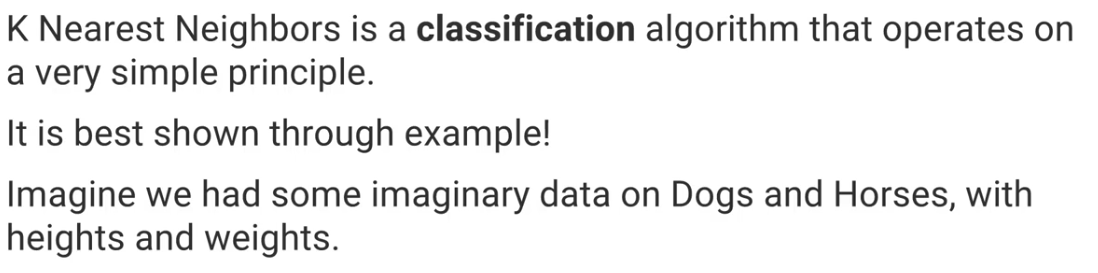 K Nearest Neighbors is a classification algorithm that operates on
a very simple principle.
It is best shown through example!
Imagine we had some imaginary data on Dogs and Horses, with
heights and weights.